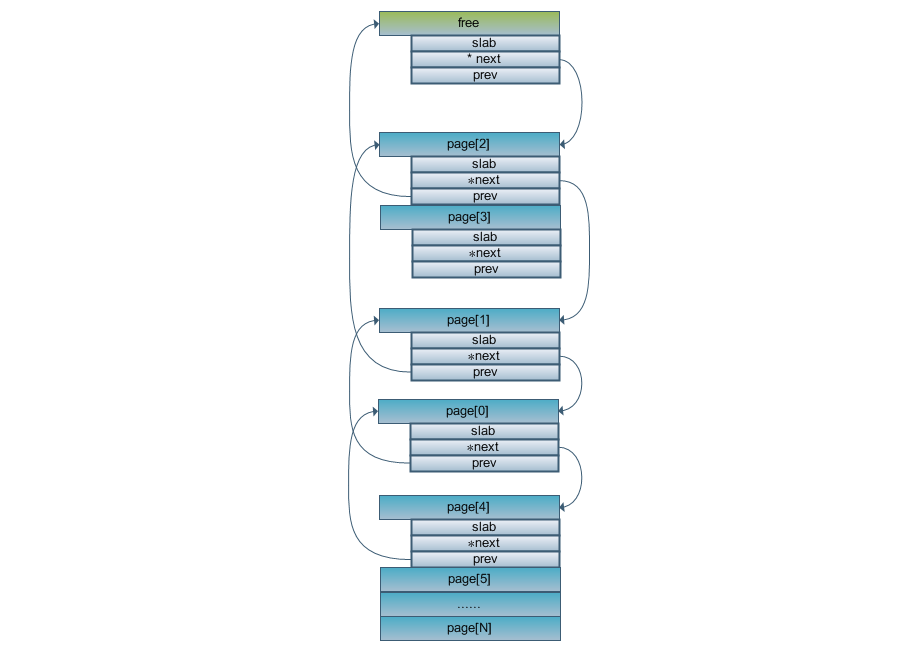 free
slab
* next
prev
page[2]
slab
*next
prev
page[3]
slab
*next
prev
page[1]
slab
*next
prev
page[0]
slab
*next
prev
page[4]
slab
*next
prev
page[5]
......
page[N]